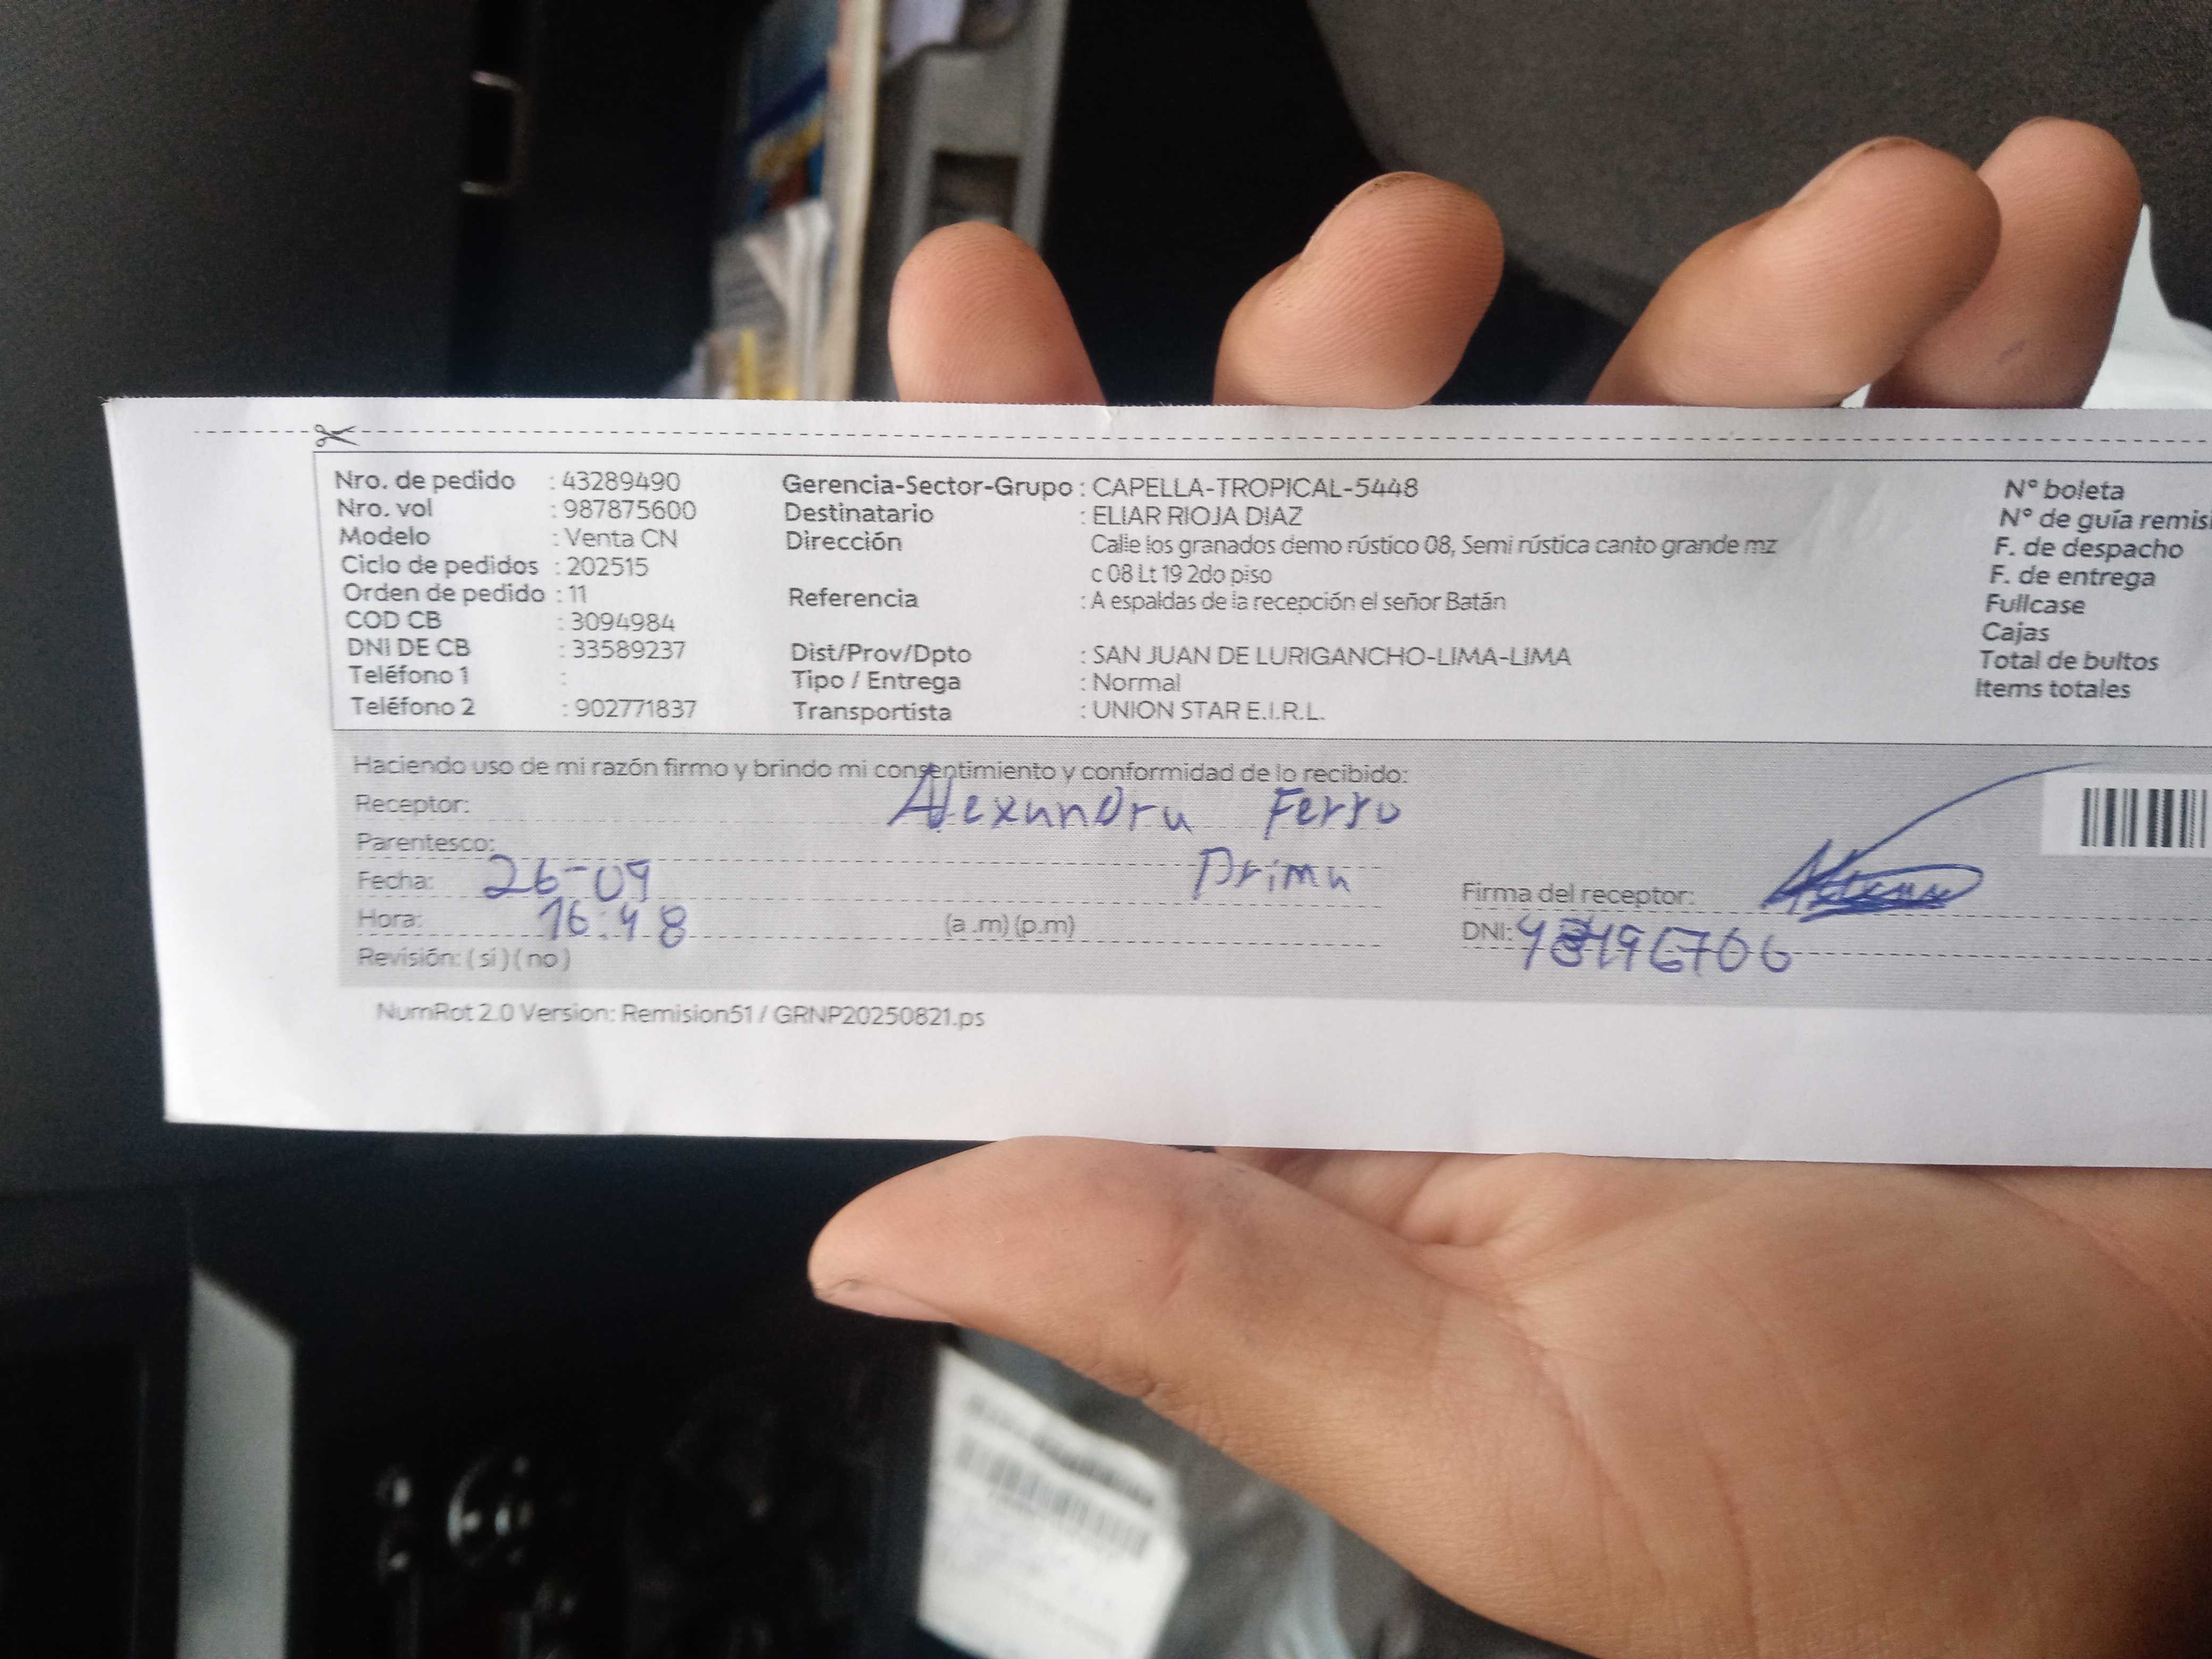 Nro. de pedido : 43289490
Nro. vol : 987875600
Modelo : Venta CN
Ciclo de pedidos : 202515
Orden de pedido : 11
COD CB : 3094984
DNI DE CB : 33589237
Teléfono 1 :
Teléfono 2 : 902771837
Gerencia-Sector-Grupo : CAPELLA-TROPICAL-5448
Destinatario : ELIAR RIOJA DIAZ
Dirección Calle los granados demo rústico 08, Semi rústica canto grande mz
c 08 Lt 19 2do piso
Referencia : A espaldas de la recepción el señor Batán
Dist/Prov/Dpto : SAN JUAN DE LURIGANCHO-LIMA-LIMA
Tipo / Entrega : Normal
Transportista : UNION STAR E.I.R.L.
N° boleta
N° de guía remisi
F. de despacho
F. de entrega
Fullcase
Cajas
Total de bultos
Items totales
Haciendo uso de mi razón firmo y brindo mi consentimiento y conformidad de lo recibido:
Receptor: Alexandra Ferro
Parentesco: Prima
Fecha: 26-09
Hora: 16:48 (a .m) (p.m)
Revisión: ( si ) ( no )
Firma del receptor:
DNI:
NumRot 2.0 Version: Remision51 / GRNP20250821.ps